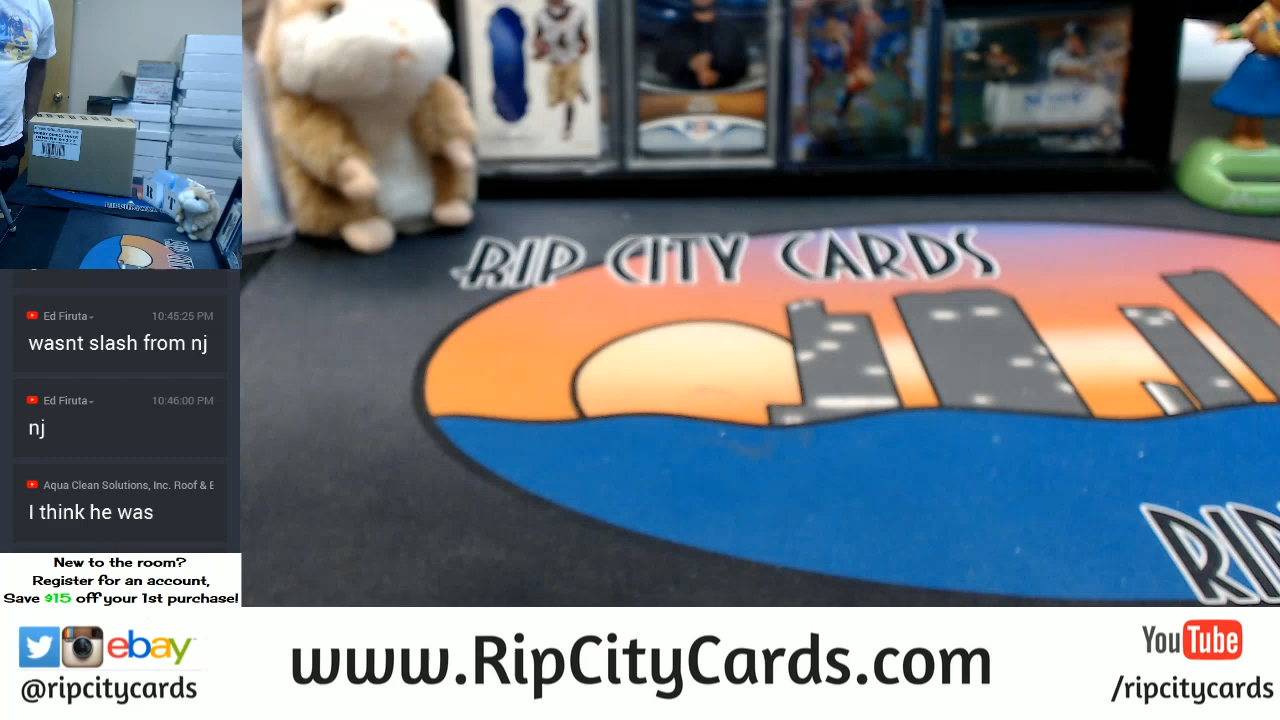 RIP CITY CARDS
Ed Firuta
10:45:25 PM
wasnt slash from nj
Ed Firuta
10:46:00 PM
nj
Aqua Clean Solutions, Inc. Roof & E
I think he was
New to the room?
Register for an account,
Save $15 off your 1st purchase!
RIP
ebay
@ripcitycards
www.RipCityCards.com
YouTube
/ripcitycards